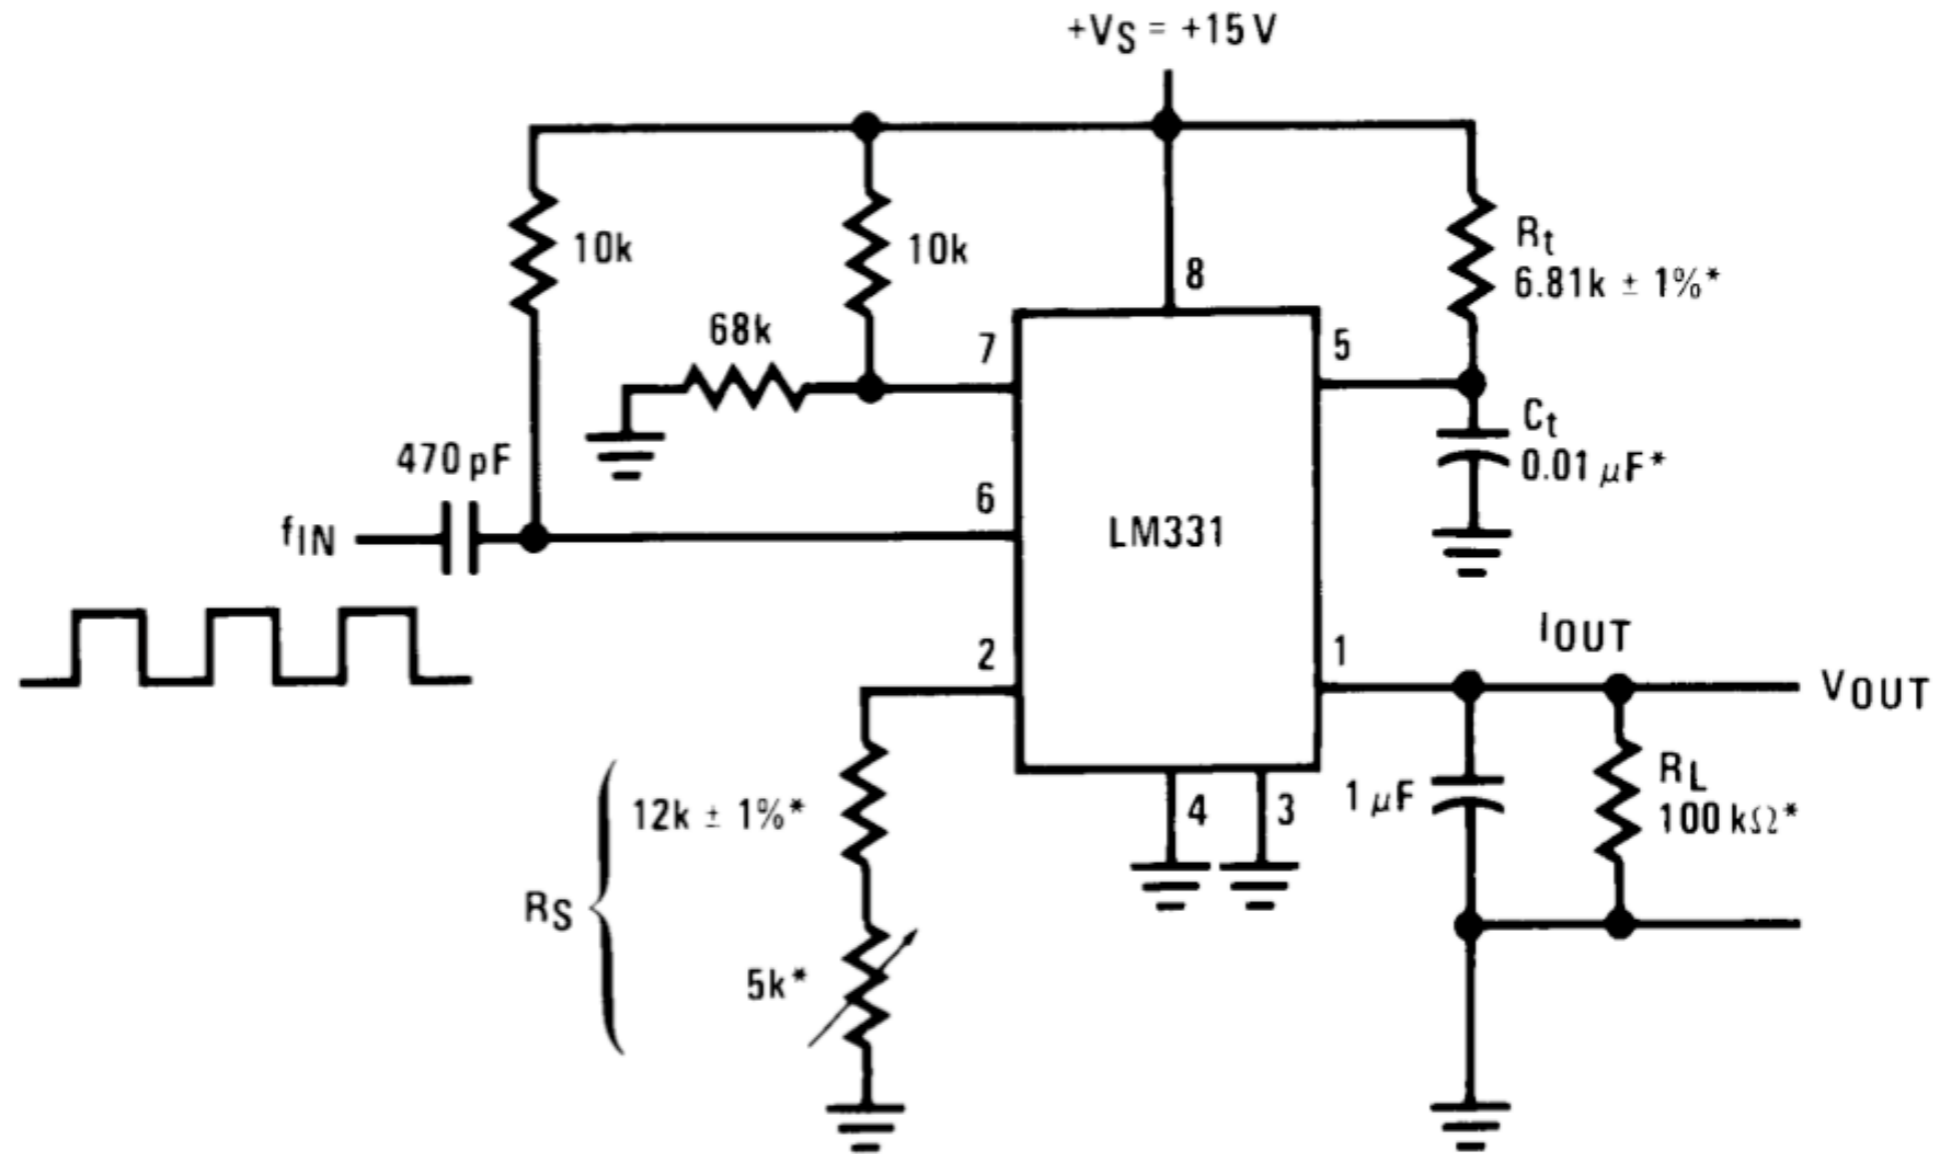 +VS = +15 V
10k
10k
Rt
6.81k ± 1%*
8
68k
7
5
Ct
0.01 µF*
470 pF
6
fIN
LM331
2
1
IOUT
VOUT
12k ± 1%*
4
3
1 µF
RL
100 kΩ*
RS
5k*